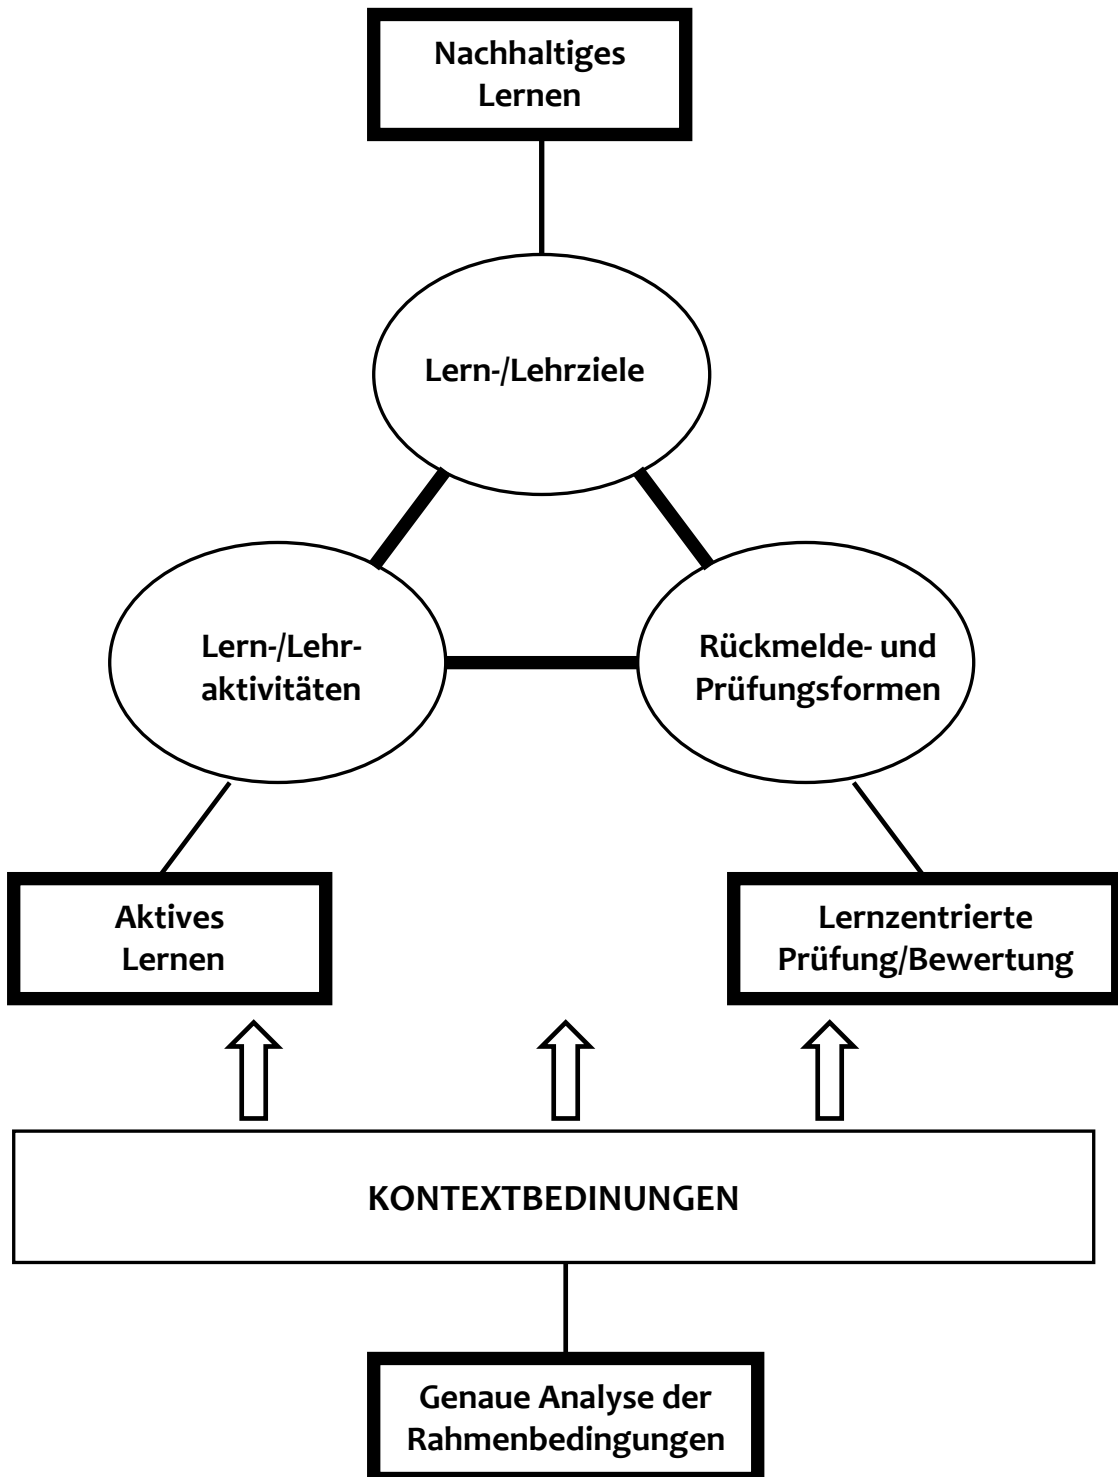 Nachhaltiges
Lernen
Lern-/Lehrziele
Lern-/Lehr-
aktivitäten
Rückmelde- und
Prüfungsformen
Aktives
Lernen
Lernzentrierte
Prüfung/Bewertung
KONTEXTBEDINUNGEN
Genaue Analyse der
Rahmenbedingungen